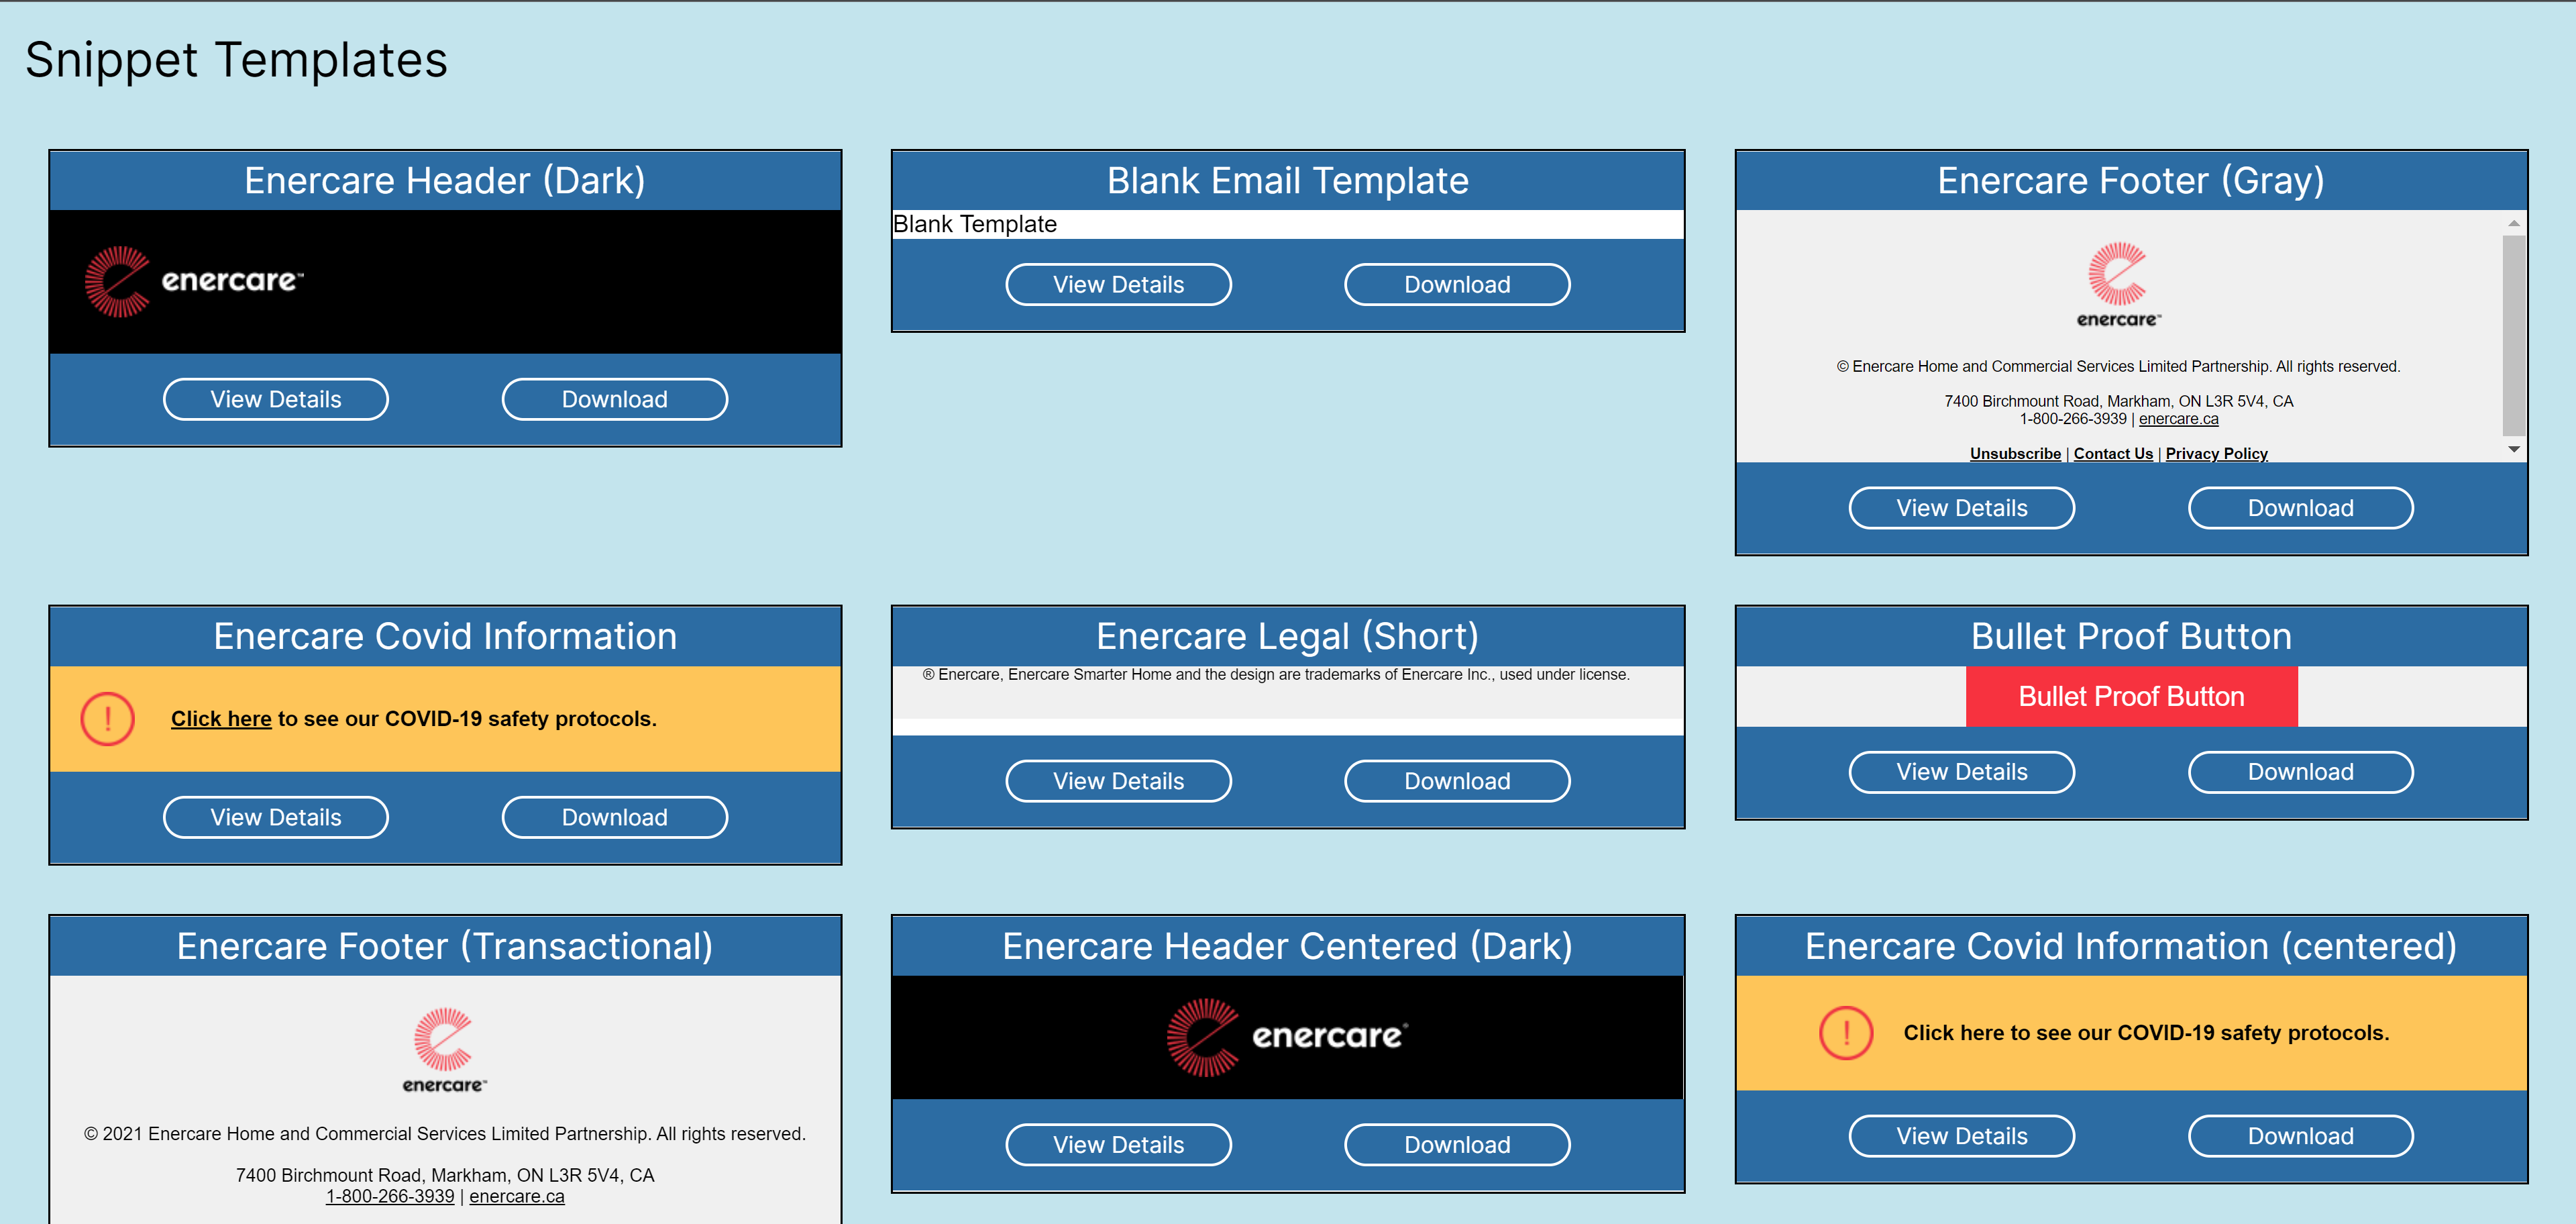 Snippet Templates
Enercare Header (Dark)
enercare™
View Details
Download
Blank Email Template
Blank Template
View Details
Download
Enercare Footer (Gray)
enercare™
© Enercare Home and Commercial Services Limited Partnership. All rights reserved.
7400 Birchmount Road, Markham, ON L3R 5V4, CA
1-800-266-3939 | enercare.ca
Unsubscribe | Contact Us | Privacy Policy
View Details
Download
Enercare Covid Information
!
Click here to see our COVID-19 safety protocols.
View Details
Download
Enercare Legal (Short)
® Enercare, Enercare Smarter Home and the design are trademarks of Enercare Inc., used under license.
View Details
Download
Bullet Proof Button
Bullet Proof Button
View Details
Download
Enercare Footer (Transactional)
enercare™
© 2021 Enercare Home and Commercial Services Limited Partnership. All rights reserved.
7400 Birchmount Road, Markham, ON L3R 5V4, CA
1-800-266-3939 | enercare.ca
Enercare Header Centered (Dark)
enercare®
View Details
Download
Enercare Covid Information (centered)
!
Click here to see our COVID-19 safety protocols.
View Details
Download